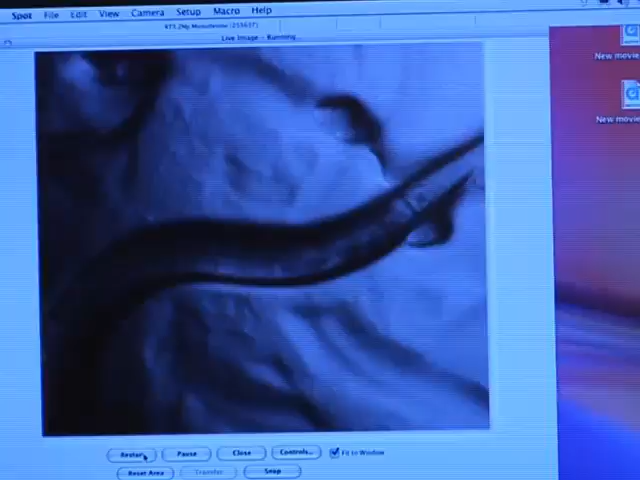 Spot File Edit View Camera Setup Macro Help
Live Image - Running...
New movie
New movie
Restart Pause Close Controls... Fit to Window
Reset Area Transfer Snap